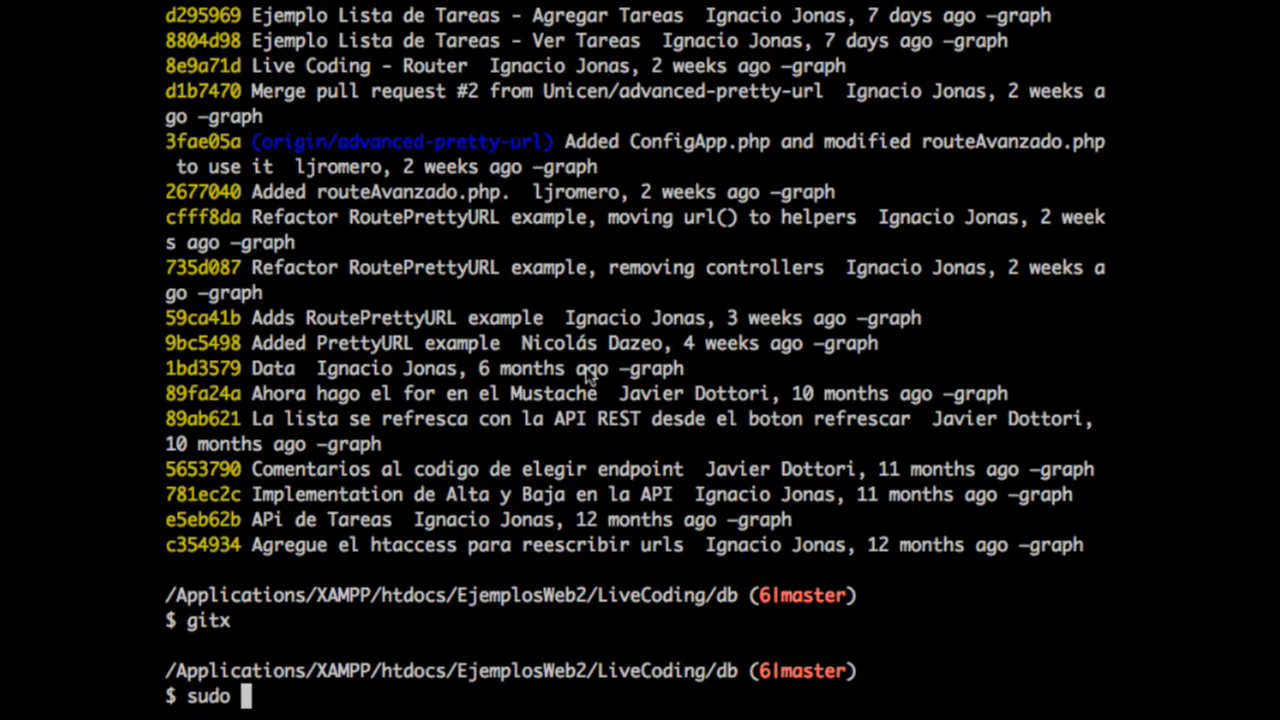 d295969 Ejemplo Lista de Tareas - Agregar Tareas  Ignacio Jonas, 7 days ago —graph
8804d98 Ejemplo Lista de Tareas - Ver Tareas  Ignacio Jonas, 7 days ago —graph
8e9a71d Live Coding - Router  Ignacio Jonas, 2 weeks ago —graph
d1b7470 Merge pull request #2 from Unicen/advanced-pretty-url  Ignacio Jonas, 2 weeks a
go —graph
3fae05a (origin/advanced-pretty-url) Added ConfigApp.php and modified routeAvanzado.php
 to use it  ljromero, 2 weeks ago —graph
2677040 Added routeAvanzado.php.  ljromero, 2 weeks ago —graph
cfff8da Refactor RoutePrettyURL example, moving url() to helpers  Ignacio Jonas, 2 week
s ago —graph
735d087 Refactor RoutePrettyURL example, removing controllers  Ignacio Jonas, 2 weeks a
go —graph
59ca41b Adds RoutePrettyURL example  Ignacio Jonas, 3 weeks ago —graph
9bc5498 Added PrettyURL example  Nicolás Dazeo, 4 weeks ago —graph
1bd3579 Data  Ignacio Jonas, 6 months ago —graph
89fa24a Ahora hago el for en el Mustache  Javier Dottori, 10 months ago —graph
89ab621 La lista se refresca con la API REST desde el boton refrescar  Javier Dottori,
10 months ago —graph
5653790 Comentarios al codigo de elegir endpoint  Javier Dottori, 11 months ago —graph
781ec2c Implementation de Alta y Baja en la API  Ignacio Jonas, 11 months ago —graph
e5eb62b APi de Tareas  Ignacio Jonas, 12 months ago —graph
c354934 Agregue el htaccess para reescribir urls  Ignacio Jonas, 12 months ago —graph
/Applications/XAMPP/htdocs/EjemplosWeb2/LiveCoding/db (6|master)
$ gitx
/Applications/XAMPP/htdocs/EjemplosWeb2/LiveCoding/db (6|master)
$ sudo